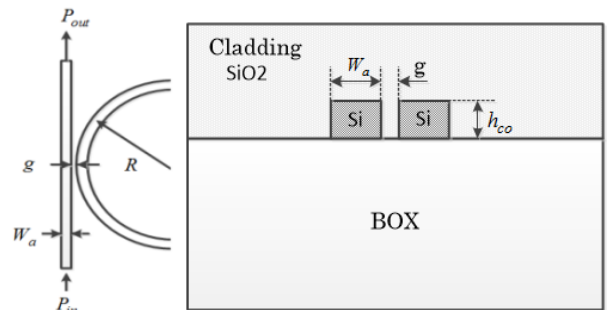 P_out
g
R
W_a
P_in
Cladding
SiO2
W_a
g
Si
Si
h_co
BOX